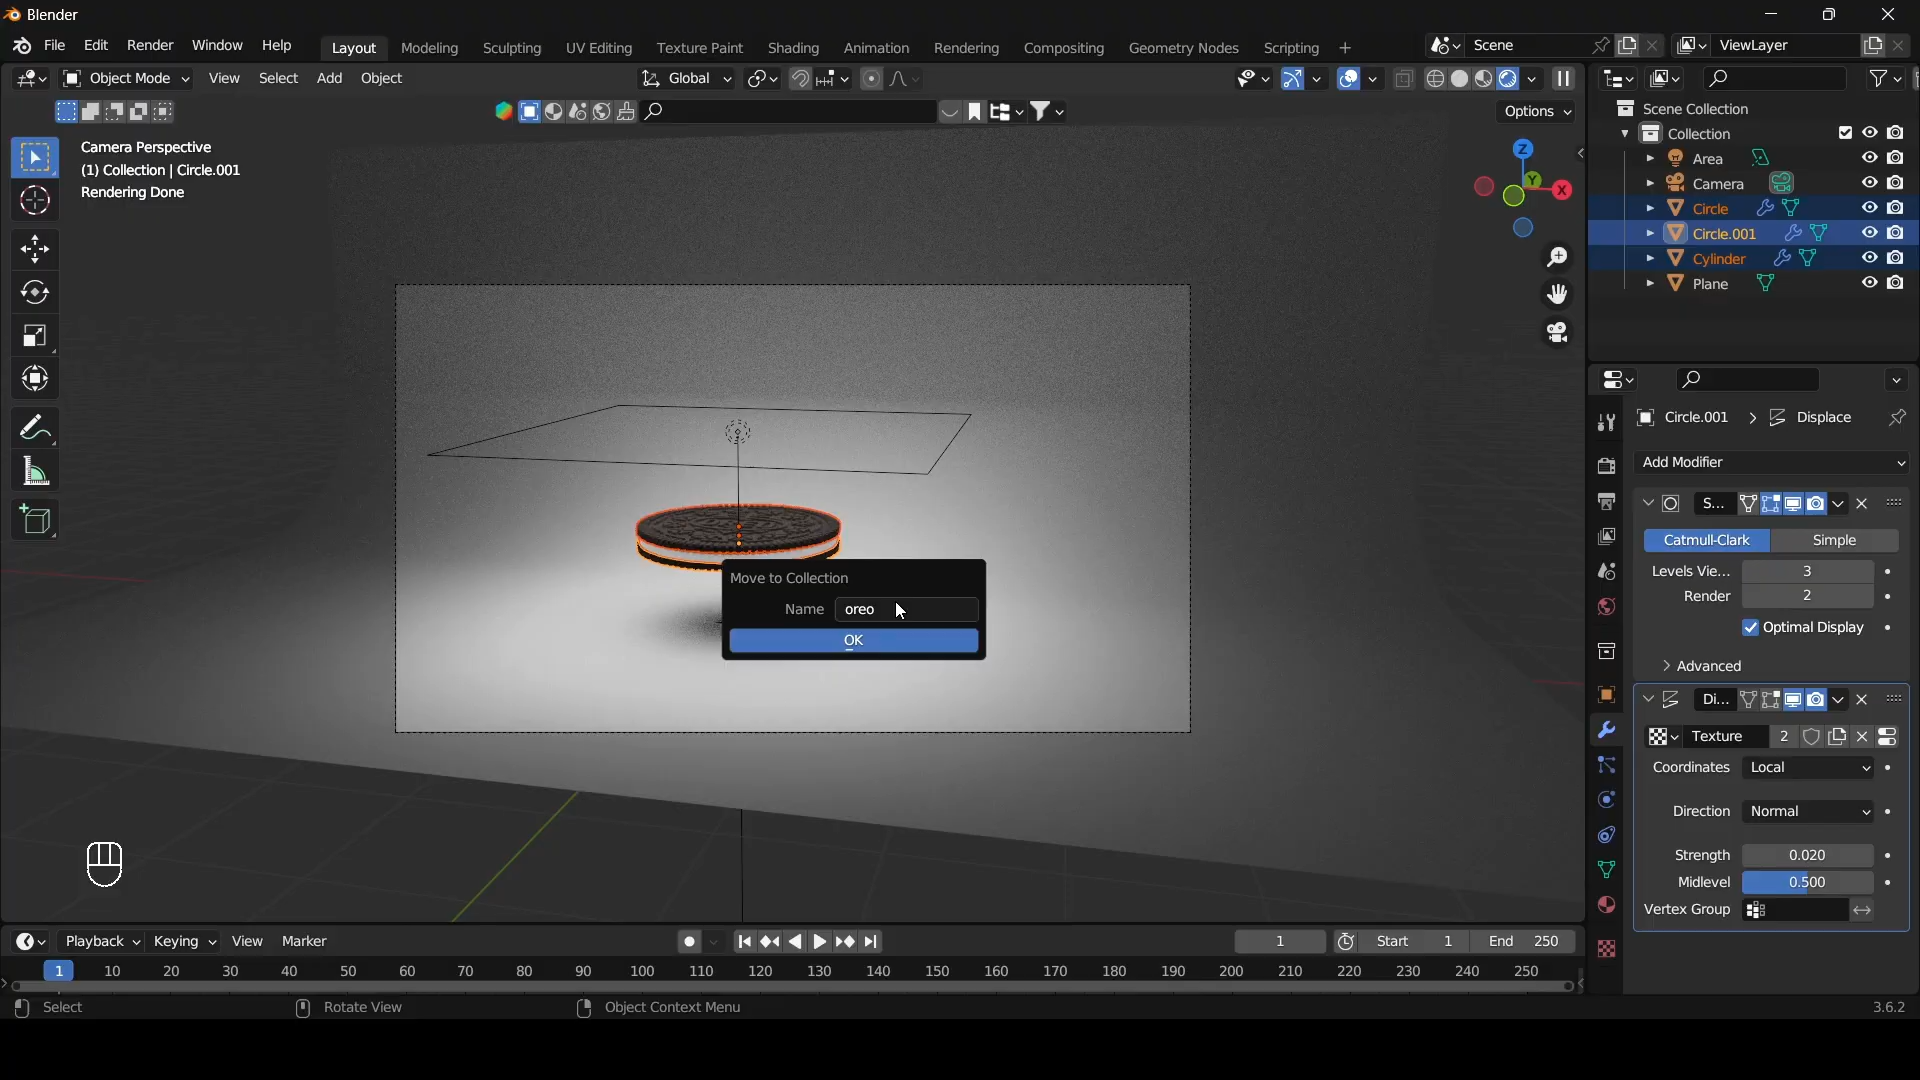 Blender
File Edit Render Window Help Layout Modeling Sculpting UV Editing Texture Paint Shading Animation Rendering Compositing Geometry Nodes Scripting + Scene ViewLayer
Object Mode View Select Add Object Global
Options
Camera Perspective
(1) Collection | Circle.001
Rendering Done
Z
Y
X
Move to Collection
Name oreo
OK
Scene Collection
Collection
Area
Camera
Circle
Circle.001
Cylinder
Plane
Circle.001 > Displace
Add Modifier
S...
Catmull-Clark Simple
Levels Vie... 3
Render 2
Optimal Display
Advanced
Di...
Texture 2
Coordinates Local
Direction Normal
Strength 0.020
Midlevel 0.500
Vertex Group
Playback Keying View Marker 1 Start 1 End 250
1 10 20 30 40 50 60 70 80 90 100 110 120 130 140 150 160 170 180 190 200 210 220 230 240 250
Select Rotate View Object Context Menu 3.6.2